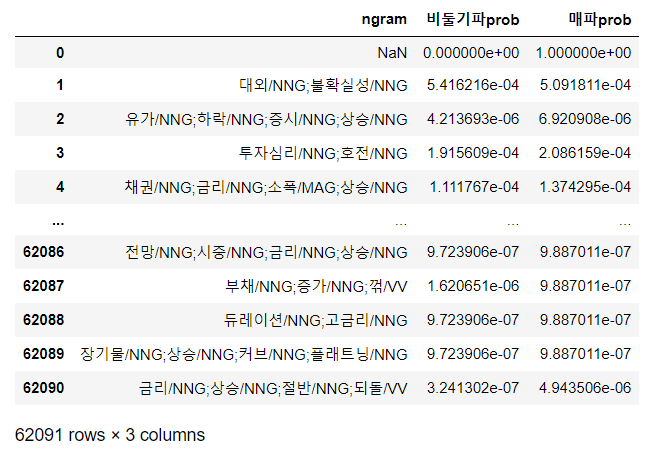 ngram 비둘기파prob 매파prob
0 NaN 0.000000e+00 1.000000e+00
1 대외/NNG;불확실성/NNG 5.416216e-04 5.091811e-04
2 유가/NNG;하락/NNG;증시/NNG;상승/NNG 4.213693e-06 6.920908e-06
3 투자심리/NNG;호전/NNG 1.915609e-04 2.086159e-04
4 채권/NNG;금리/NNG;소폭/MAG;상승/NNG 1.111767e-04 1.374295e-04
... ... ... ...
62086 전망/NNG;시중/NNG;금리/NNG;상승/NNG 9.723906e-07 9.887011e-07
62087 부채/NNG;증가/NNG;꺾/VV 1.620651e-06 9.887011e-07
62088 듀레이션/NNG;고금리/NNG 9.723906e-07 9.887011e-07
62089 장기물/NNG;상승/NNG;커브/NNG;플래트닝/NNG 9.723906e-07 9.887011e-07
62090 금리/NNG;상승/NNG;절반/NNG;되돌/VV 3.241302e-07 4.943506e-06
62091 rows × 3 columns